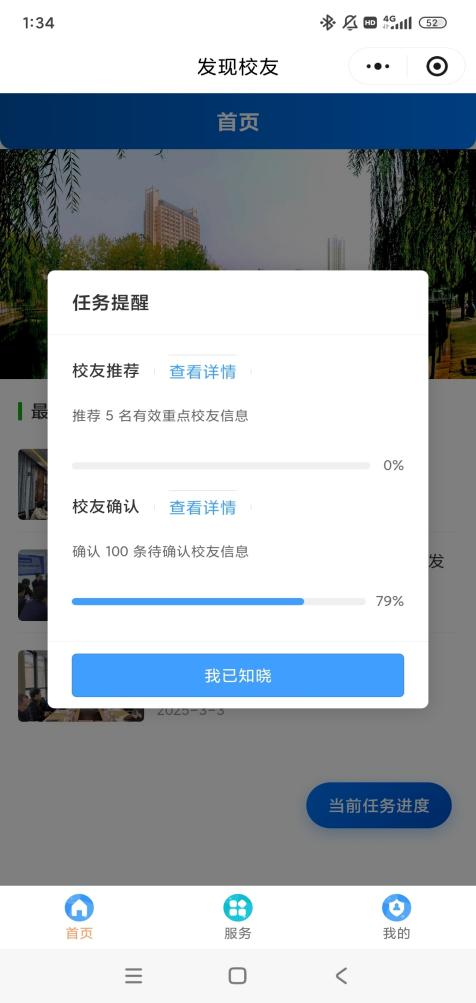 1:34
HD 4G 52
发现校友
首页
任务提醒
校友推荐 查看详情
推荐 5 名有效重点校友信息
0%
校友确认 查看详情
确认 100 条待确认校友信息
79%
我已知晓
最
发
2025-3-3
当前任务进度
首页 服务 我的